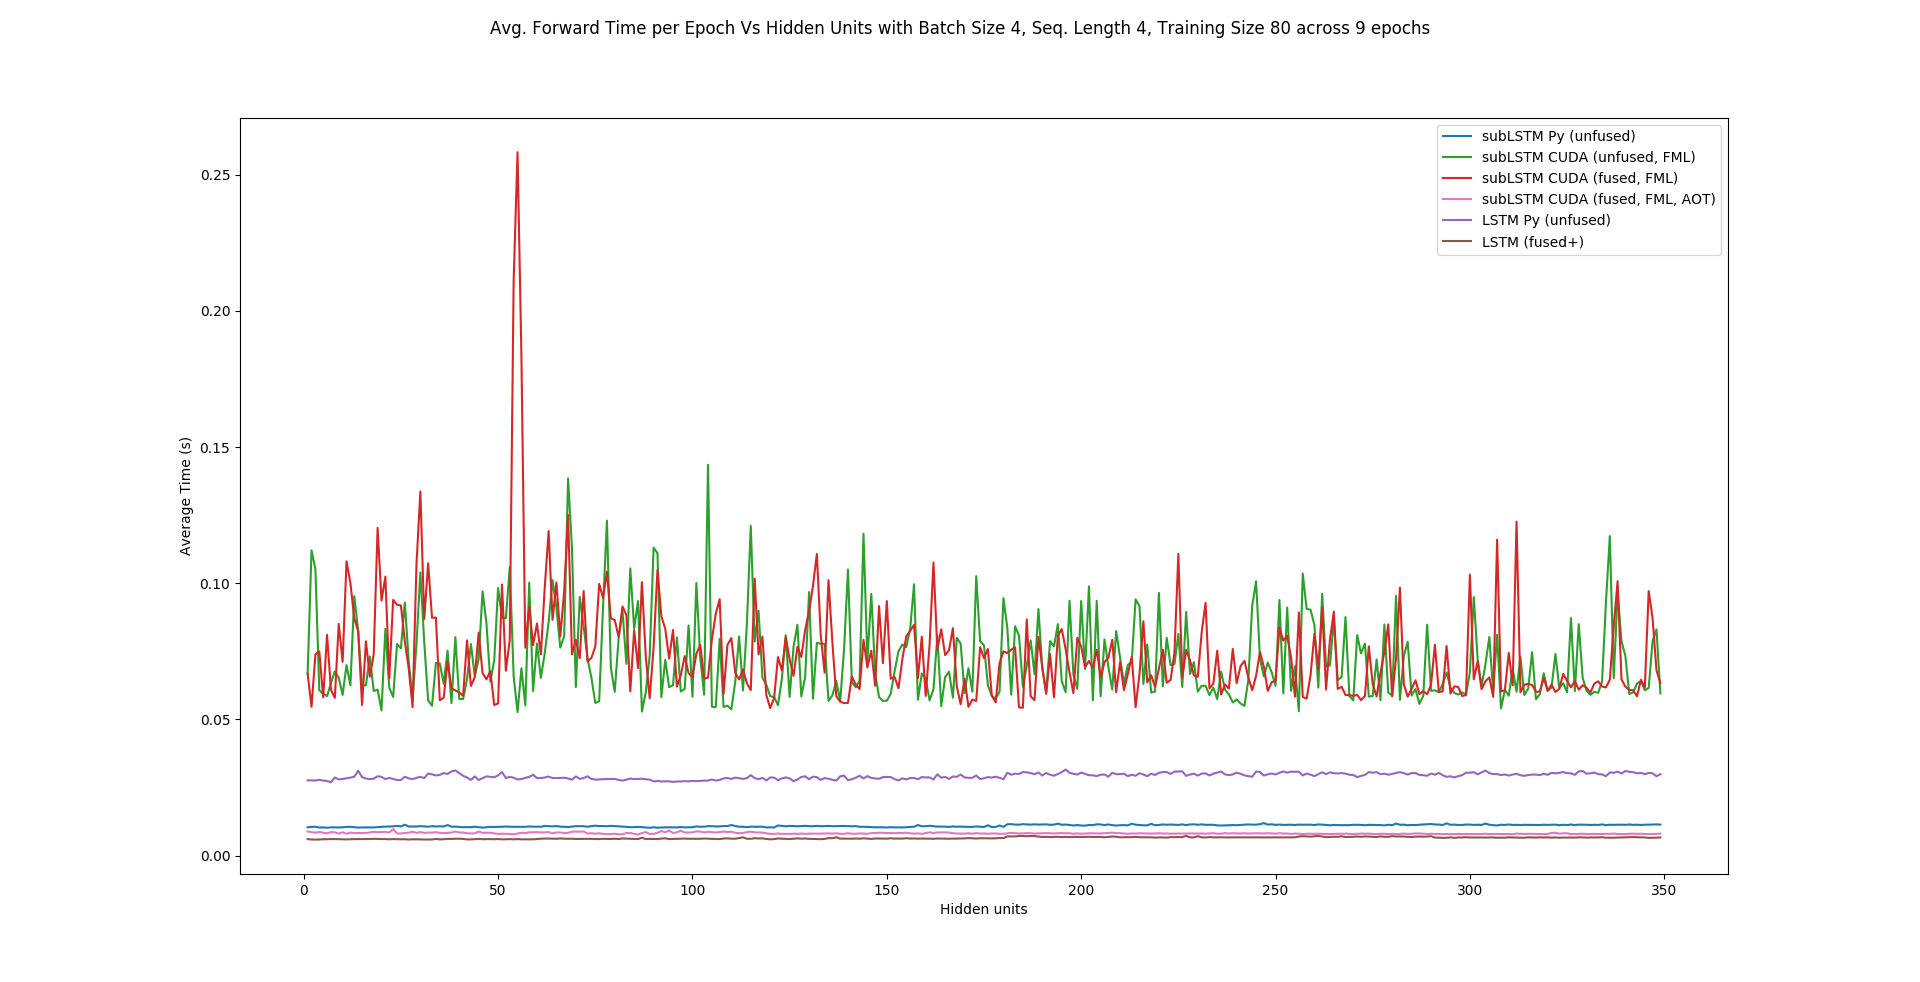 Avg. Forward Time per Epoch Vs Hidden Units with Batch Size 4, Seq. Length 4, Training Size 80 across 9 epochs
subLSTM Py (unfused)
subLSTM CUDA (unfused, FML)
subLSTM CUDA (fused, FML)
subLSTM CUDA (fused, FML, AOT)
LSTM Py (unfused)
LSTM (fused+)
Average Time (s)
0.25
0.20
0.15
0.10
0.05
0.00
0 50 100 150 200 250 300 350
Hidden units